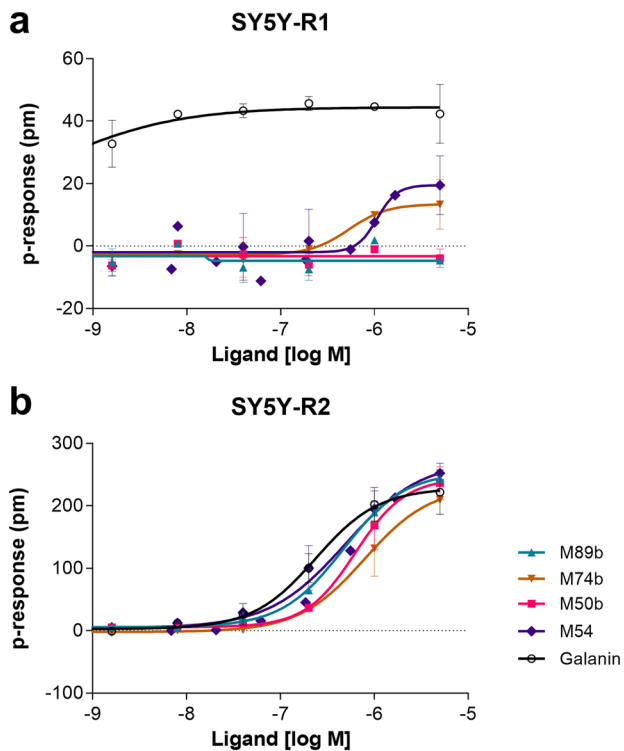 a
SY5Y-R1
p-response (pm)
60
40
20
0
-20
-9 -8 -7 -6 -5
Ligand [log M]
b
SY5Y-R2
p-response (pm)
300
200
100
0
-100
-9 -8 -7 -6 -5
Ligand [log M]
M89b
M74b
M50b
M54
Galanin